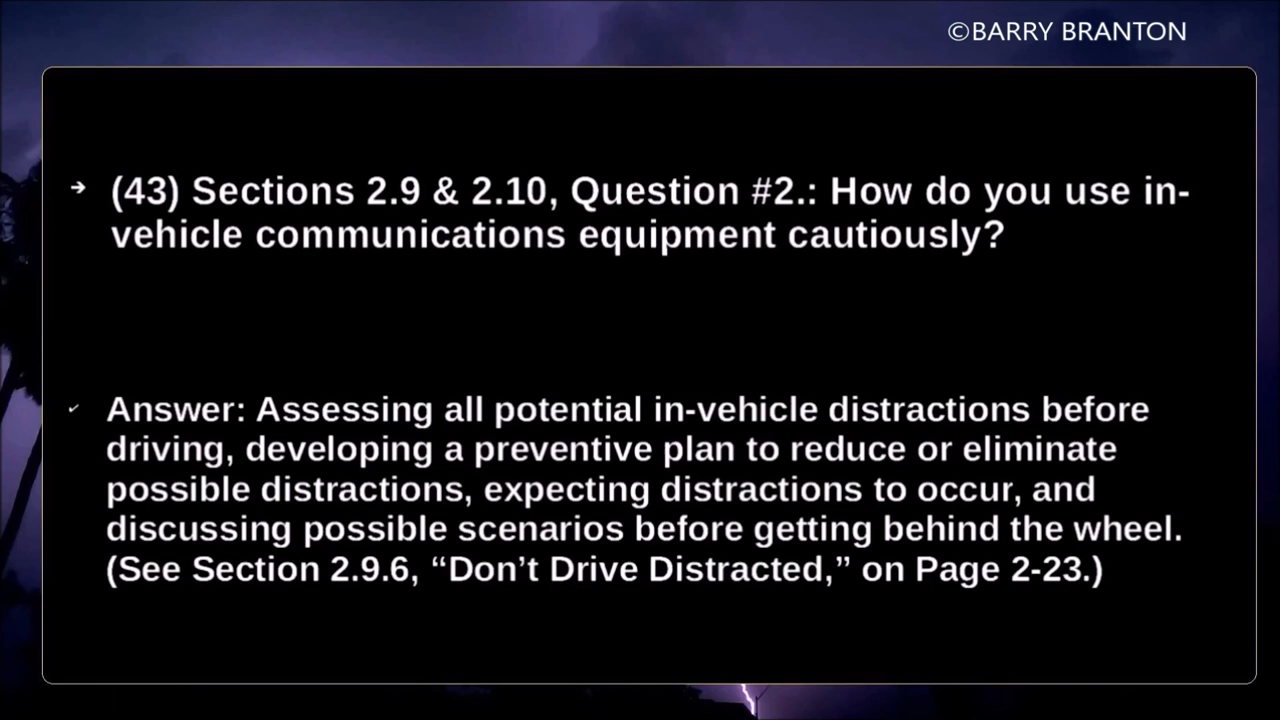 ©BARRY BRANTON
(43) Sections 2.9 & 2.10, Question #2.: How do you use in-
vehicle communications equipment cautiously?
Answer: Assessing all potential in-vehicle distractions before
driving, developing a preventive plan to reduce or eliminate
possible distractions, expecting distractions to occur, and
discussing possible scenarios before getting behind the wheel.
(See Section 2.9.6, “Don’t Drive Distracted,” on Page 2-23.)